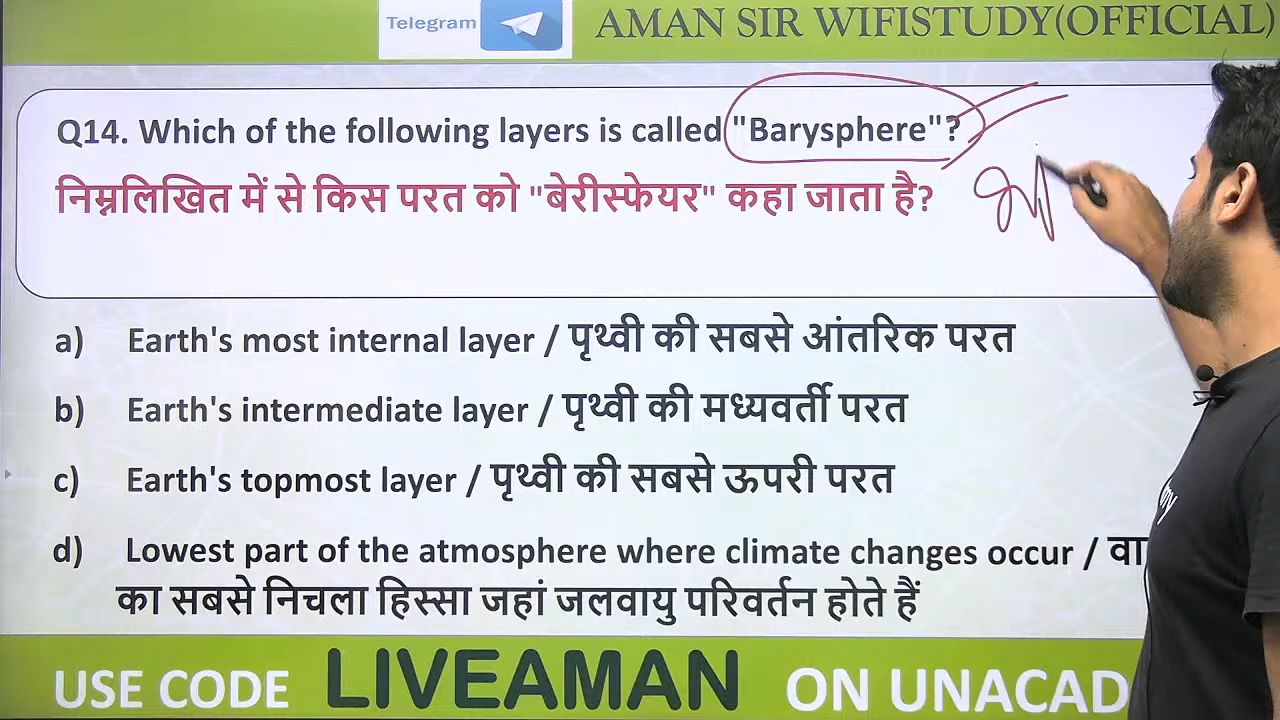 Telegram
AMAN SIR WIFISTUDY(OFFICIAL)
Q14. Which of the following layers is called "Barysphere"?
निम्नलिखित में से किस परत को "बेरीस्फेयर" कहा जाता है?
a) Earth's most internal layer / पृथ्वी की सबसे आंतरिक परत
b) Earth's intermediate layer / पृथ्वी की मध्यवर्ती परत
c) Earth's topmost layer / पृथ्वी की सबसे ऊपरी परत
d) Lowest part of the atmosphere where climate changes occur /
का सबसे निचला हिस्सा जहां जलवायु परिवर्तन होते हैं
USE CODE LIVEAMAN ON UNACAD